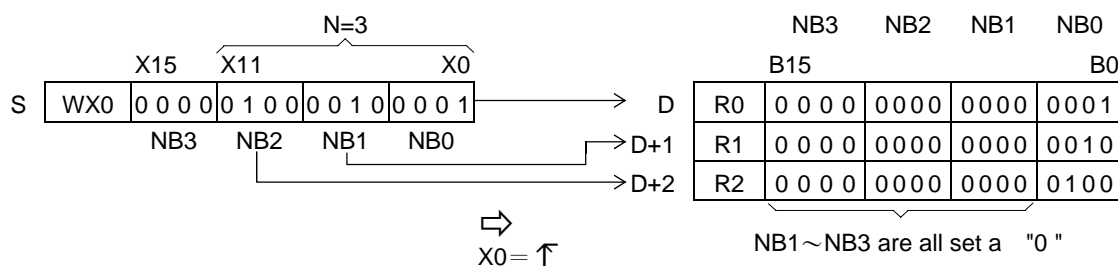 N=3
NB3 NB2 NB1 NB0
X15 X11 X0
B15 B0
S WX0 0 0 0 0 0 1 0 0 0 0 1 0 0 0 0 1 D R0 0 0 0 0 0000 0000 0001
NB3 NB2 NB1 NB0 D+1 R1 0 0 0 0 0000 0000 0010
D+2 R2 0 0 0 0 0000 0000 0100
NB1～NB3 are all set a "0 "
X0＝